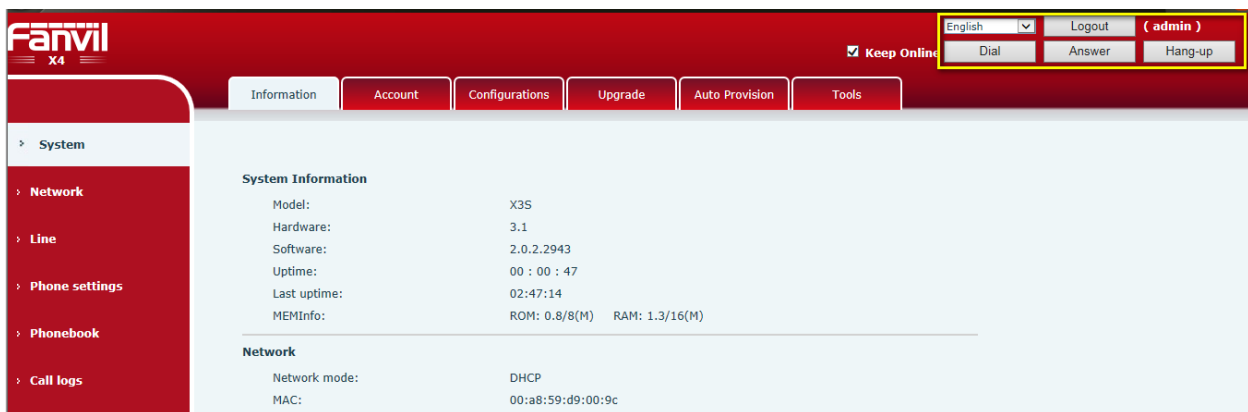 Fanvil
X4
English Logout ( admin )
Keep Online Dial Answer Hang-up
Information Account Configurations Upgrade Auto Provision Tools
System
Network
Line
Phone settings
Phonebook
Call logs
System Information
Model: X3S
Hardware: 3.1
Software: 2.0.2.2943
Uptime: 00 : 00 : 47
Last uptime: 02:47:14
MEMInfo: ROM: 0.8/8(M) RAM: 1.3/16(M)
Network
Network mode: DHCP
MAC: 00:a8:59:d9:00:9c